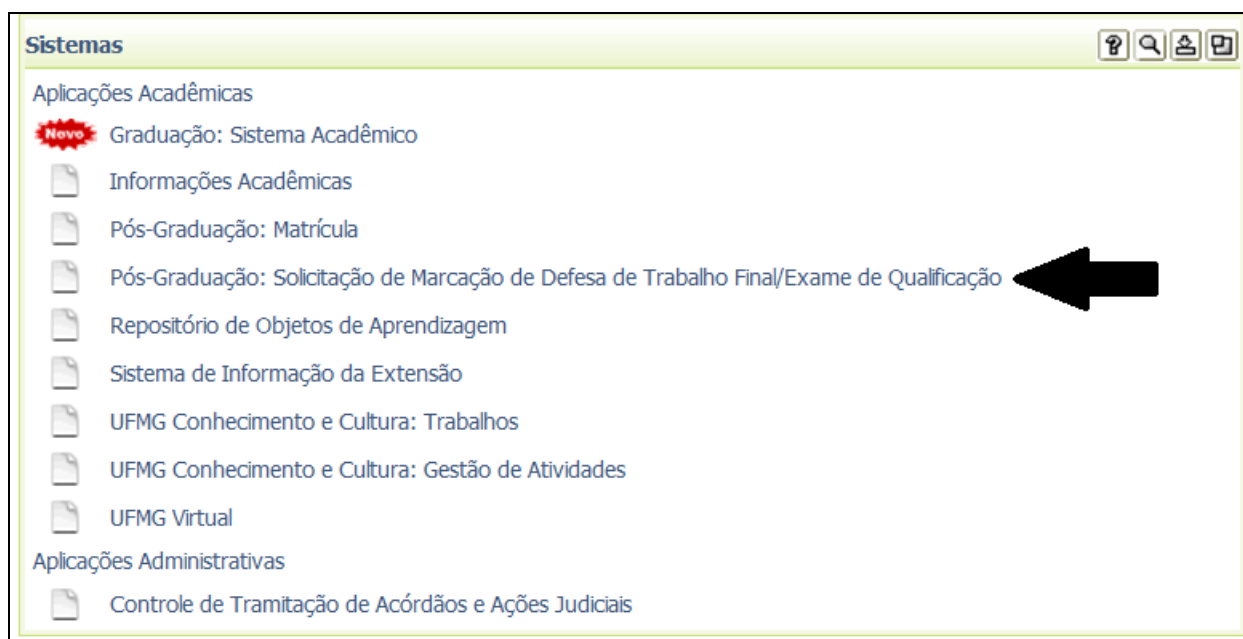 Sistemas
Aplicações Acadêmicas
Novo Graduação: Sistema Acadêmico
Informações Acadêmicas
Pós-Graduação: Matrícula
Pós-Graduação: Solicitação de Marcação de Defesa de Trabalho Final/Exame de Qualificação
Repositório de Objetos de Aprendizagem
Sistema de Informação da Extensão
UFMG Conhecimento e Cultura: Trabalhos
UFMG Conhecimento e Cultura: Gestão de Atividades
UFMG Virtual
Aplicações Administrativas
Controle de Tramitação de Acórdãos e Ações Judiciais